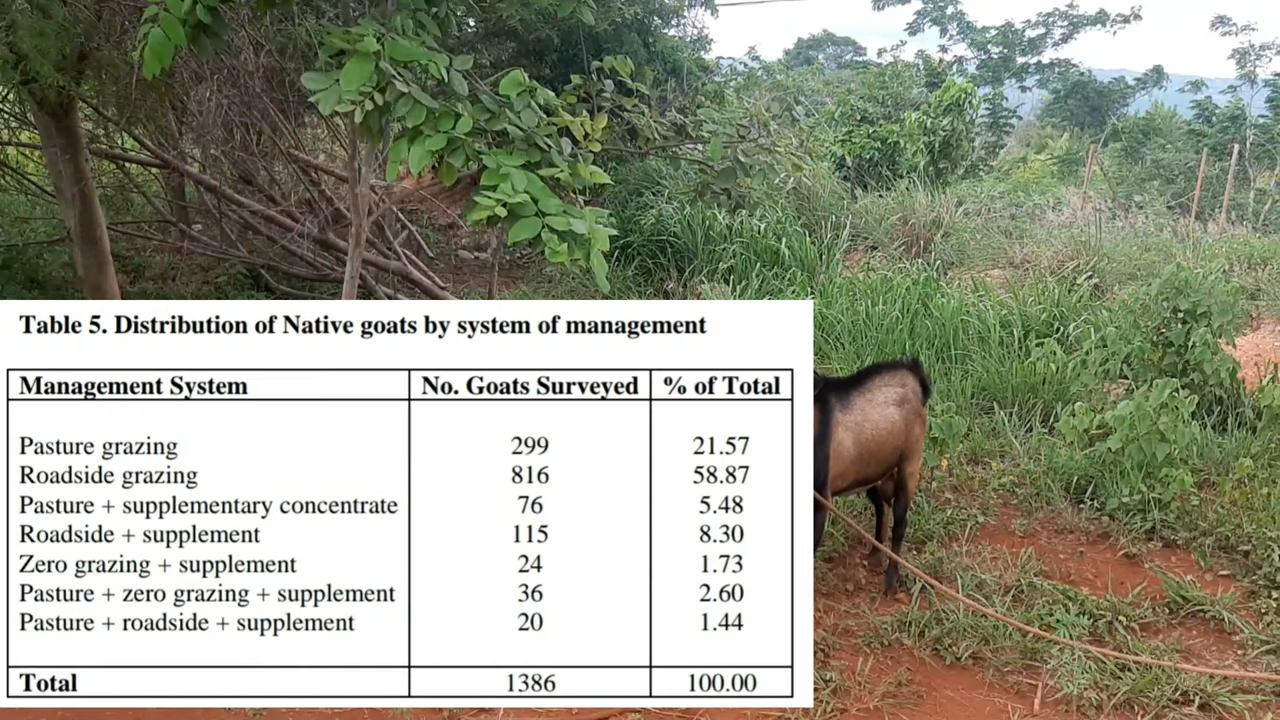 Table 5. Distribution of Native goats by system of management
Management System No. Goats Surveyed % of Total
Pasture grazing 299 21.57
Roadside grazing 816 58.87
Pasture + supplementary concentrate 76 5.48
Roadside + supplement 115 8.30
Zero grazing + supplement 24 1.73
Pasture + zero grazing + supplement 36 2.60
Pasture + roadside + supplement 20 1.44
Total 1386 100.00